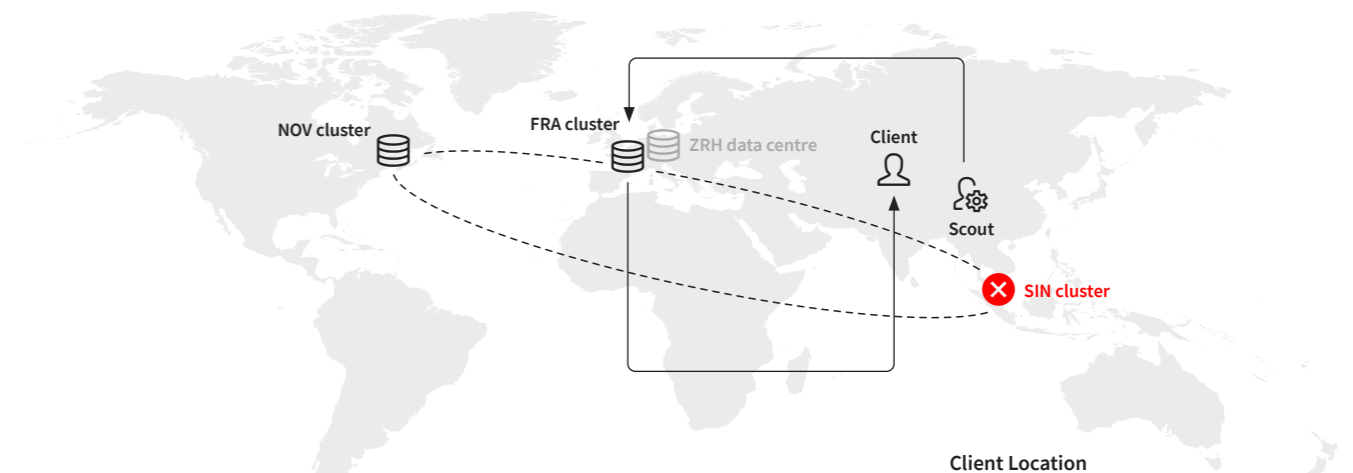 NOV cluster
FRA cluster
ZRH data centre
Client
Scout
SIN cluster
Client Location